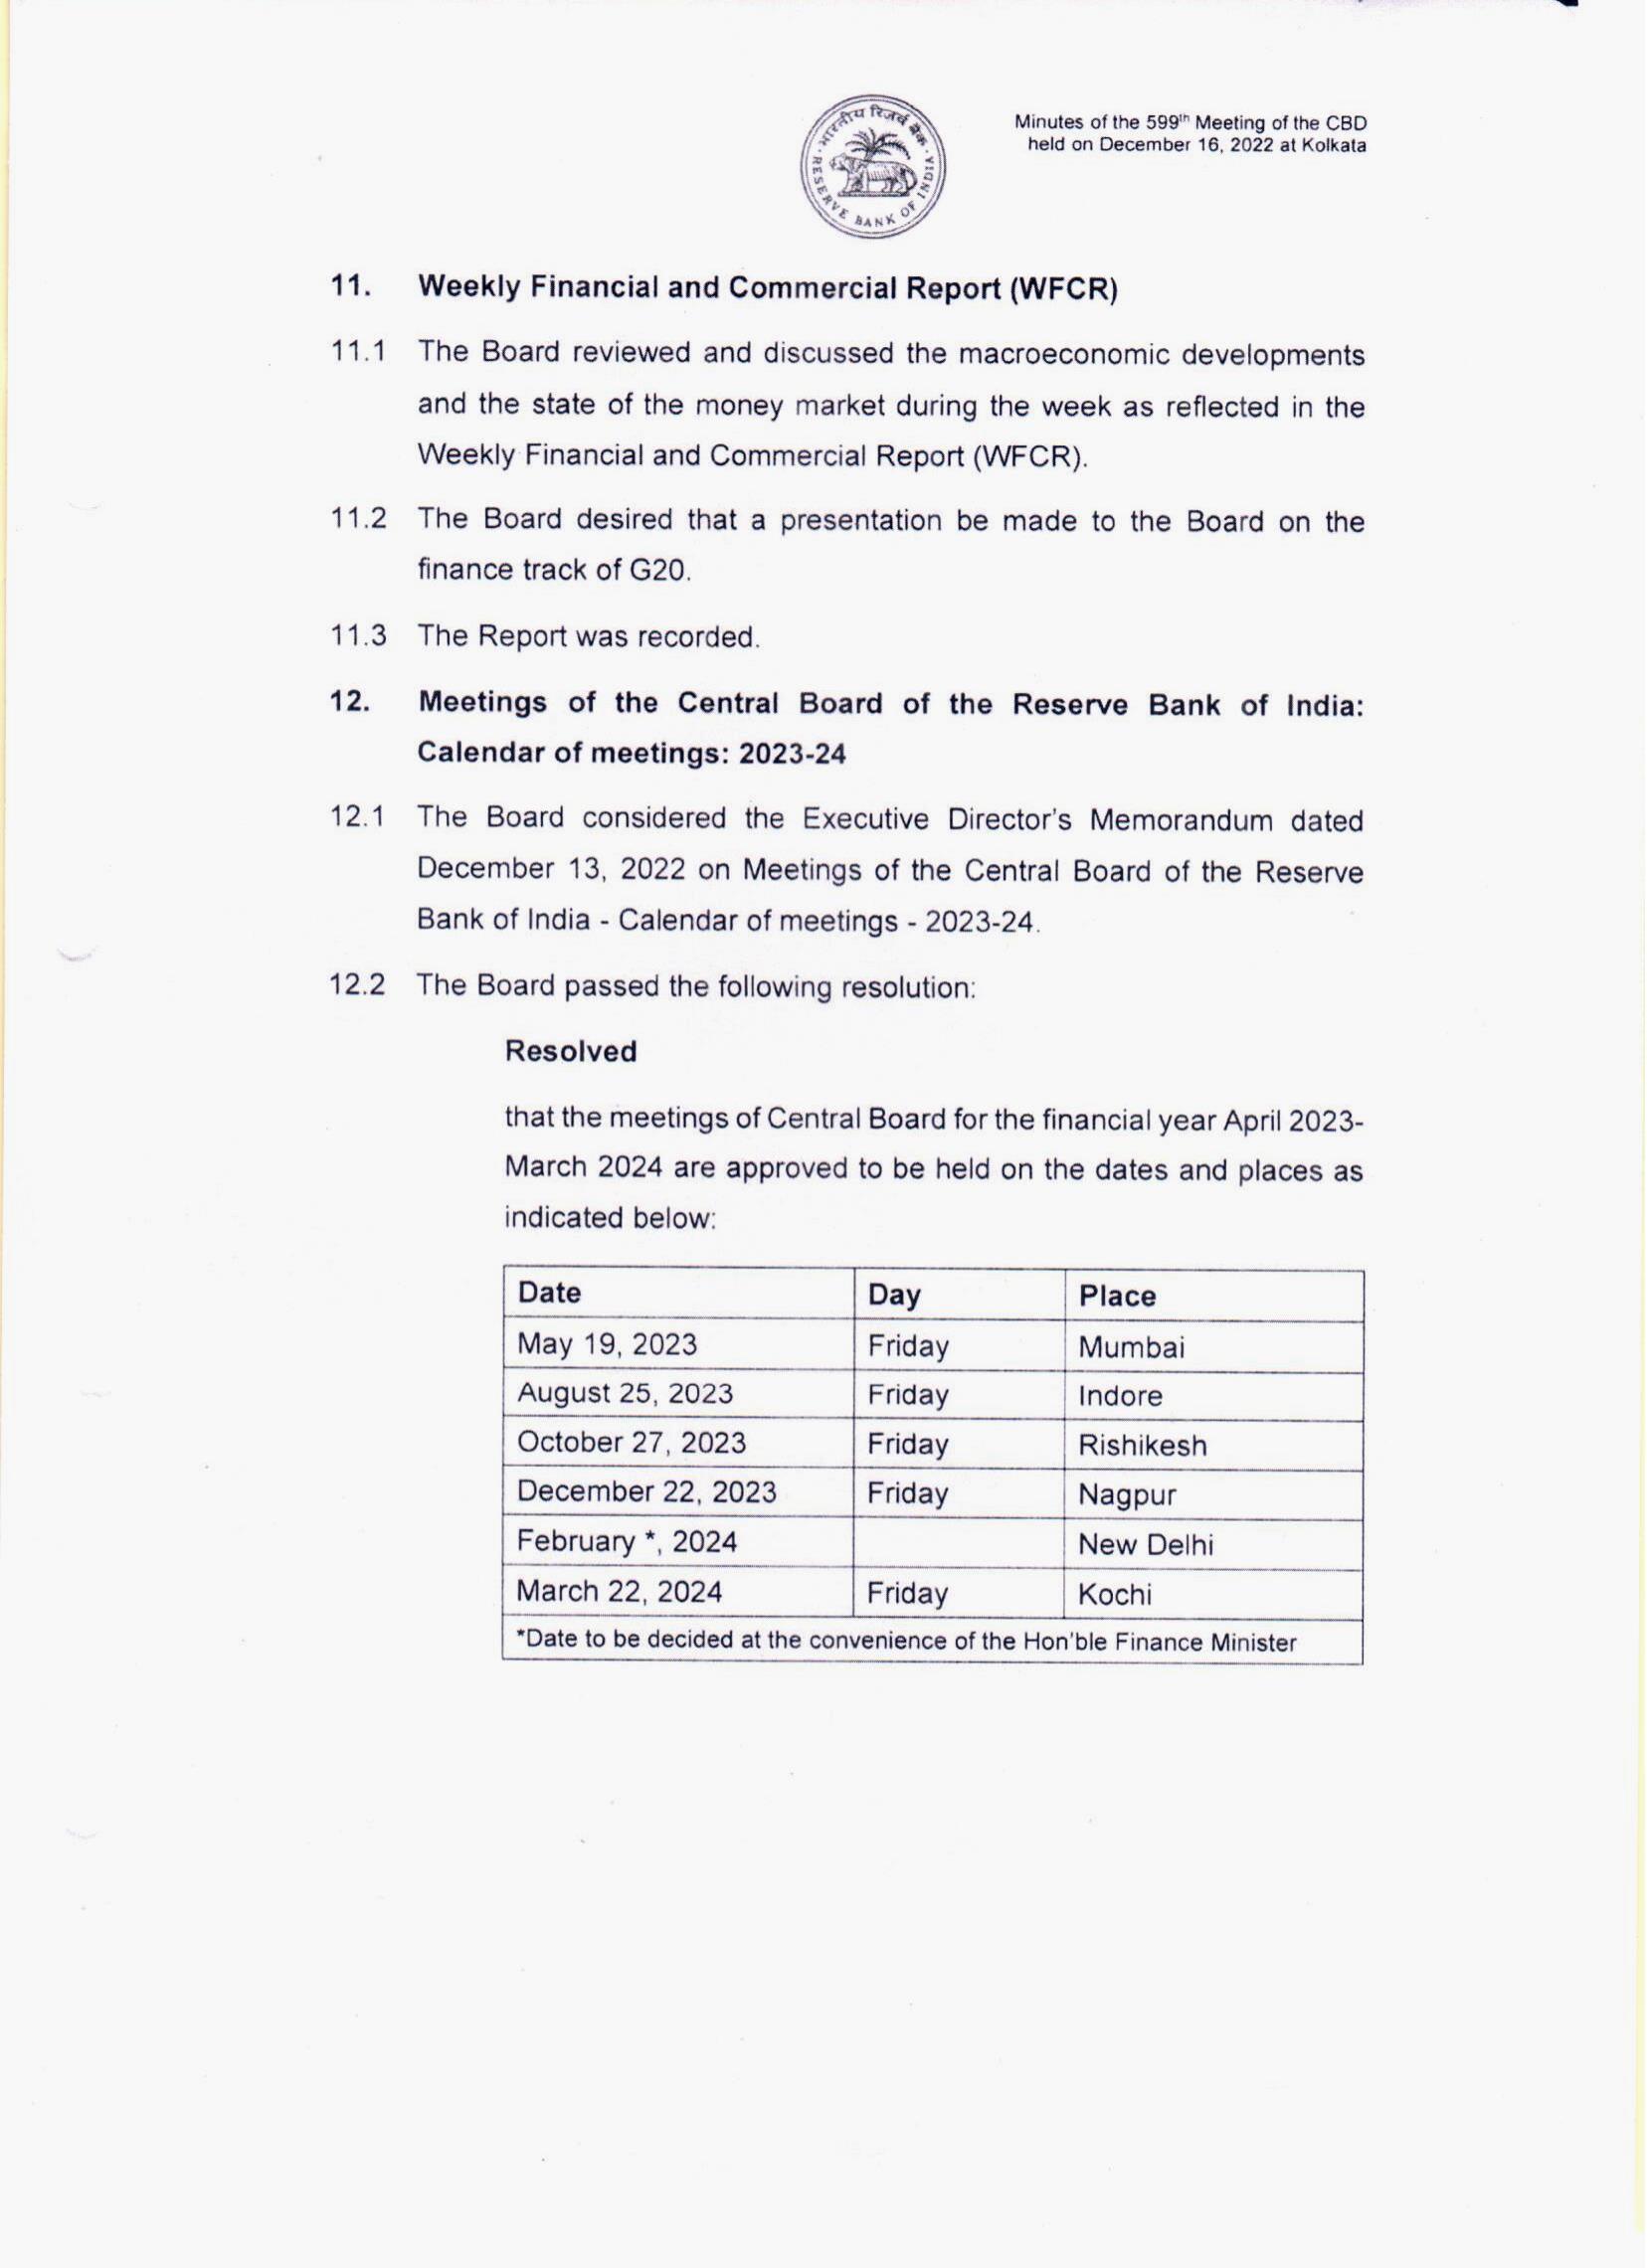 भारतीय रिज़र्व बैंक
RESERVE BANK OF INDIA
Minutes of the 599th Meeting of the CBD
held on December 16, 2022 at Kolkata
11. Weekly Financial and Commercial Report (WFCR)
11.1 The Board reviewed and discussed the macroeconomic developments
and the state of the money market during the week as reflected in the
Weekly Financial and Commercial Report (WFCR).
11.2 The Board desired that a presentation be made to the Board on the
finance track of G20.
11.3 The Report was recorded.
12. Meetings of the Central Board of the Reserve Bank of India:
Calendar of meetings: 2023-24
12.1 The Board considered the Executive Director's Memorandum dated
December 13, 2022 on Meetings of the Central Board of the Reserve
Bank of India - Calendar of meetings - 2023-24.
12.2 The Board passed the following resolution:
Resolved
that the meetings of Central Board for the financial year April 2023-
March 2024 are approved to be held on the dates and places as
indicated below:
Date Day Place
May 19, 2023 Friday Mumbai
August 25, 2023 Friday Indore
October 27, 2023 Friday Rishikesh
December 22, 2023 Friday Nagpur
February *, 2024 New Delhi
March 22, 2024 Friday Kochi
*Date to be decided at the convenience of the Hon'ble Finance Minister